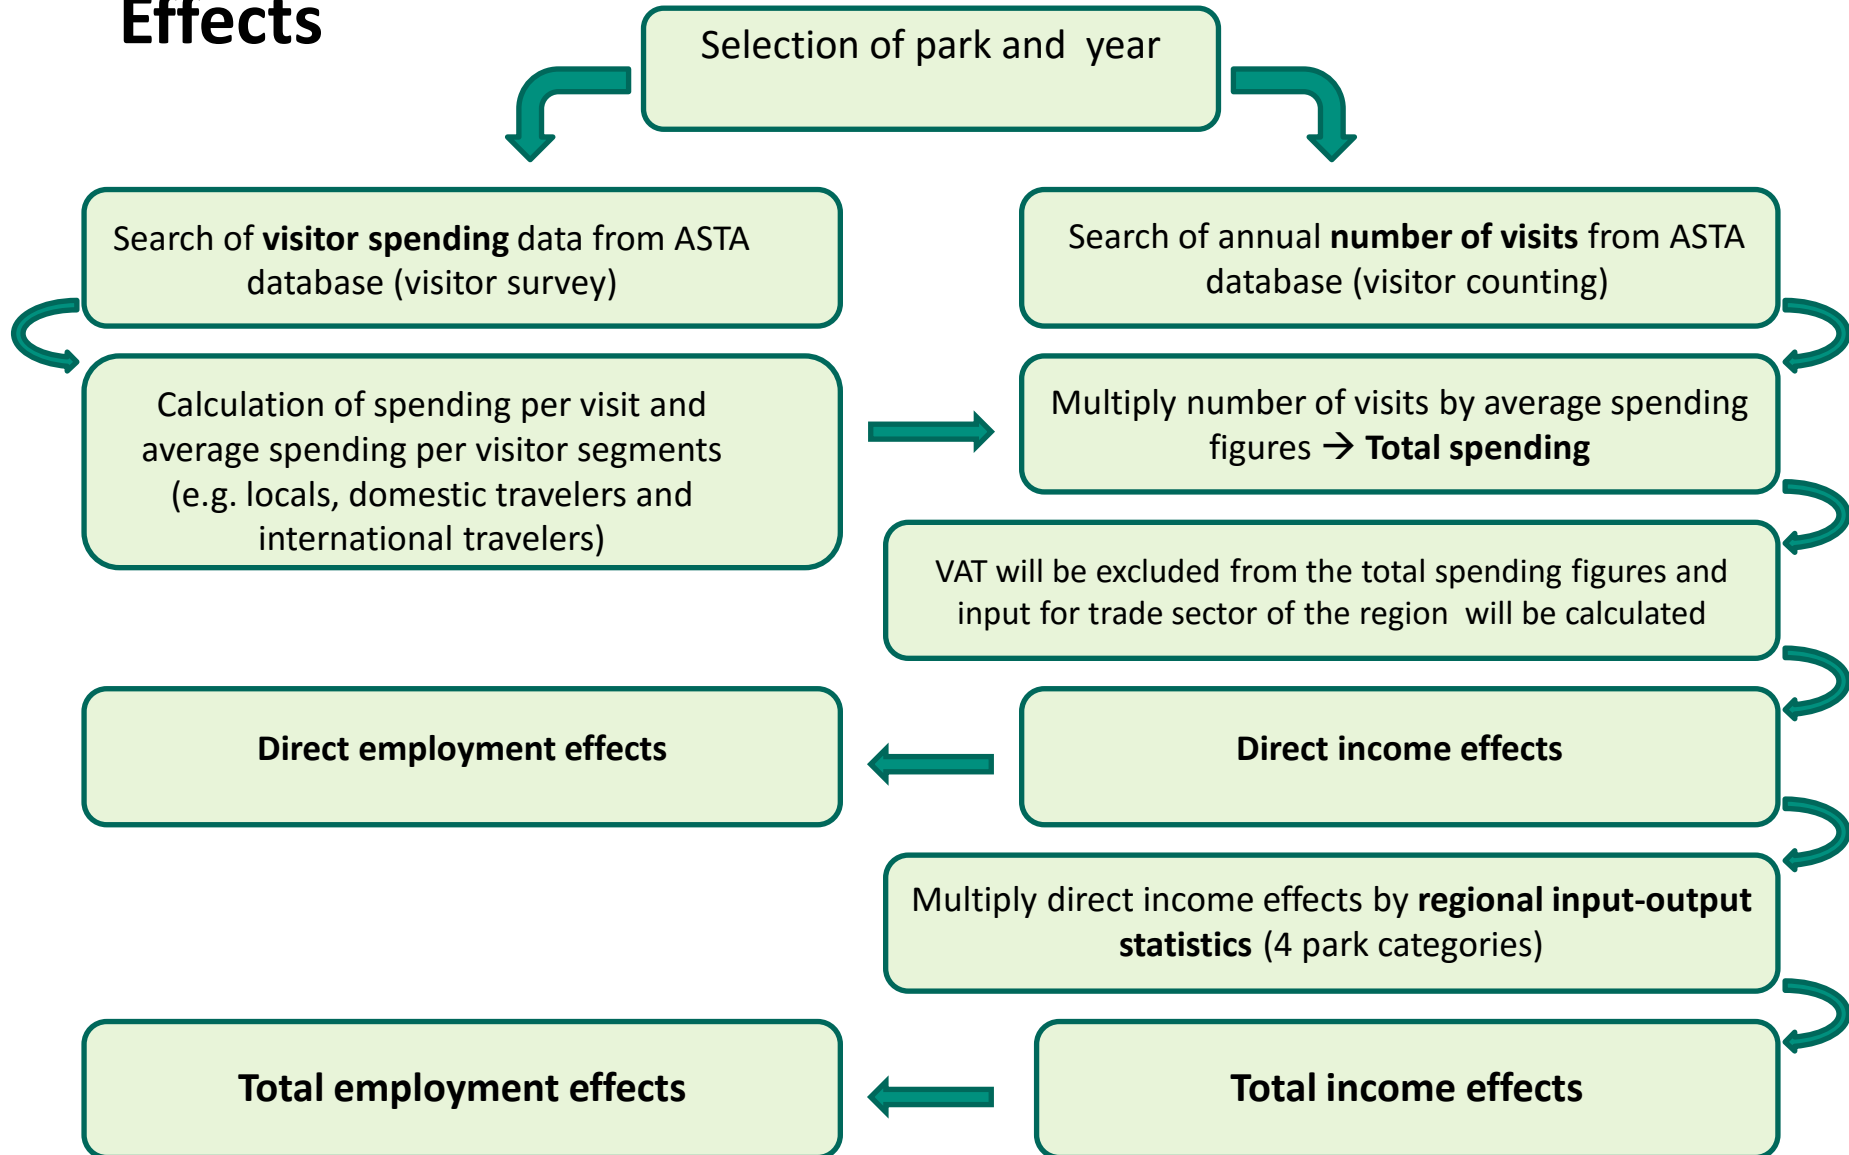 Effects
Selection of park and  year
Search of visitor spending data from ASTA
database (visitor survey)
Search of annual number of visits from ASTA
database (visitor counting)
Calculation of spending per visit and
average spending per visitor segments
(e.g. locals, domestic travelers and
international travelers)
Multiply number of visits by average spending
figures → Total spending
VAT will be excluded from the total spending figures and
input for trade sector of the region  will be calculated
Direct employment effects
Direct income effects
Multiply direct income effects by regional input-output
statistics (4 park categories)
Total employment effects
Total income effects